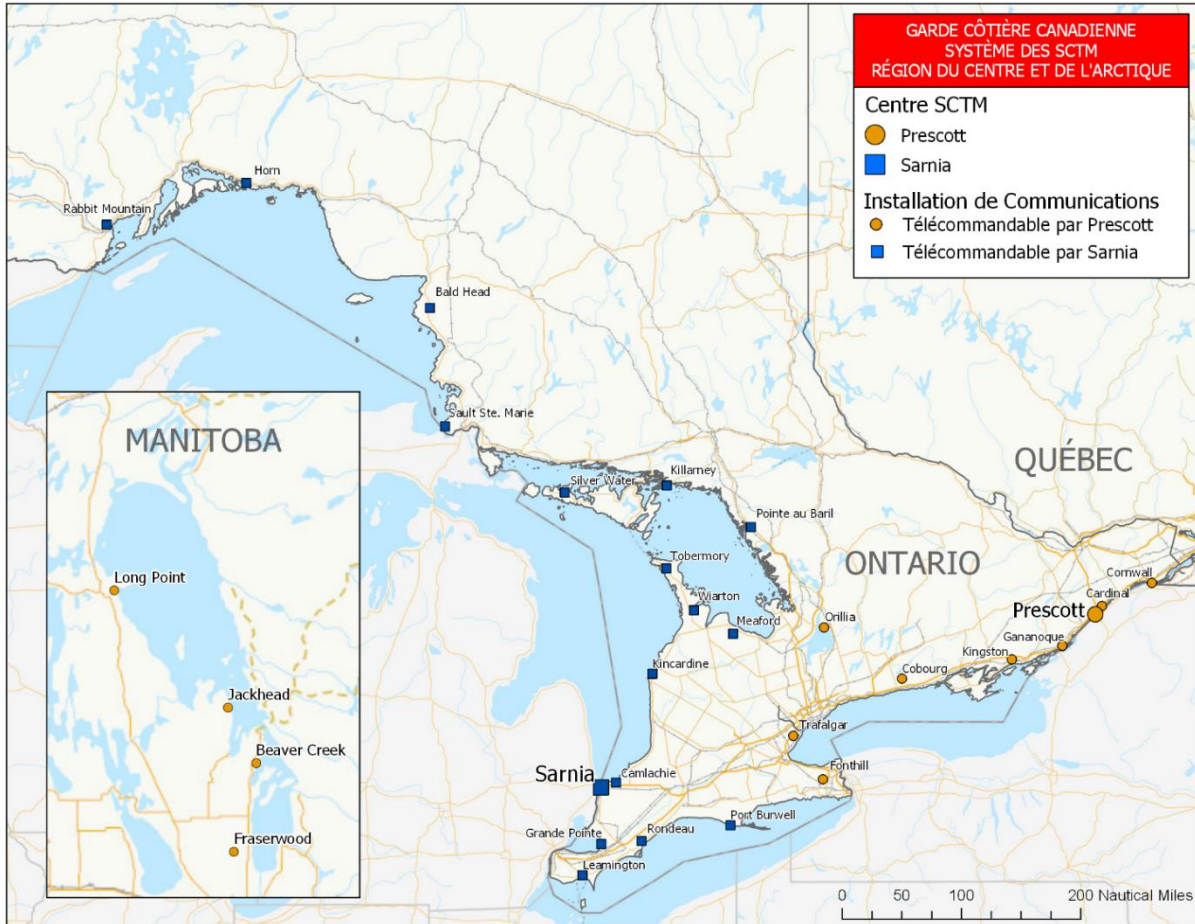 GARDE CÔTIÈRE CANADIENNE
SYSTÈME DES SCTM
RÉGION DU CENTRE ET DE L'ARCTIQUE
Centre SCTM
Prescott
Sarnia
Installation de Communications
Télécommandable par Prescott
Télécommandable par Sarnia
Horn
Rabbit Mountain
Bald Head
Sault Ste. Marie
MANITOBA
QUÉBEC
Killarney
Silver Water
Pointe au Baril
ONTARIO
Tobermory
Long Point
Cornwall
Cardinal
Wiarton
Prescott
Orillia
Meaford
Gananoque
Kingston
Kincardine
Cobourg
Jackhead
Trafalgar
Beaver Creek
Sarnia
Camlachie
Fonthill
Port Burwell
Grande Pointe
Rondeau
Fraserwood
Leamington
0 50 100 200 Nautical Miles